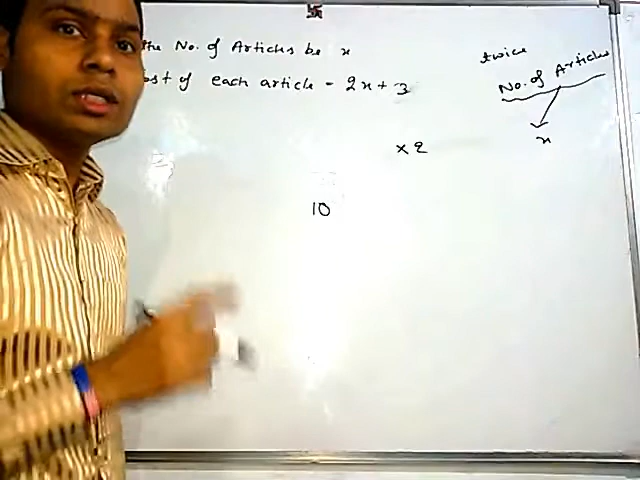 the No. of Articles be x
ost of each article = 2x + 3
twice
No. of Articles
x
× 2
10